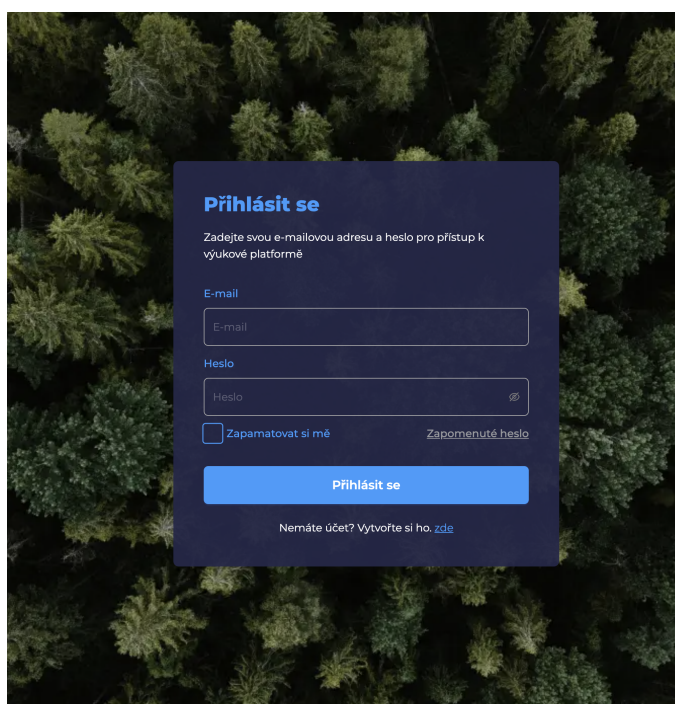 Přihlásit se
Zadejte svou e-mailovou adresu a heslo pro přístup k
výukové platformě
E-mail
E-mail
Heslo
Heslo
Zapamatovat si mě Zapomenuté heslo
Přihlásit se
Nemáte účet? Vytvořte si ho. zde